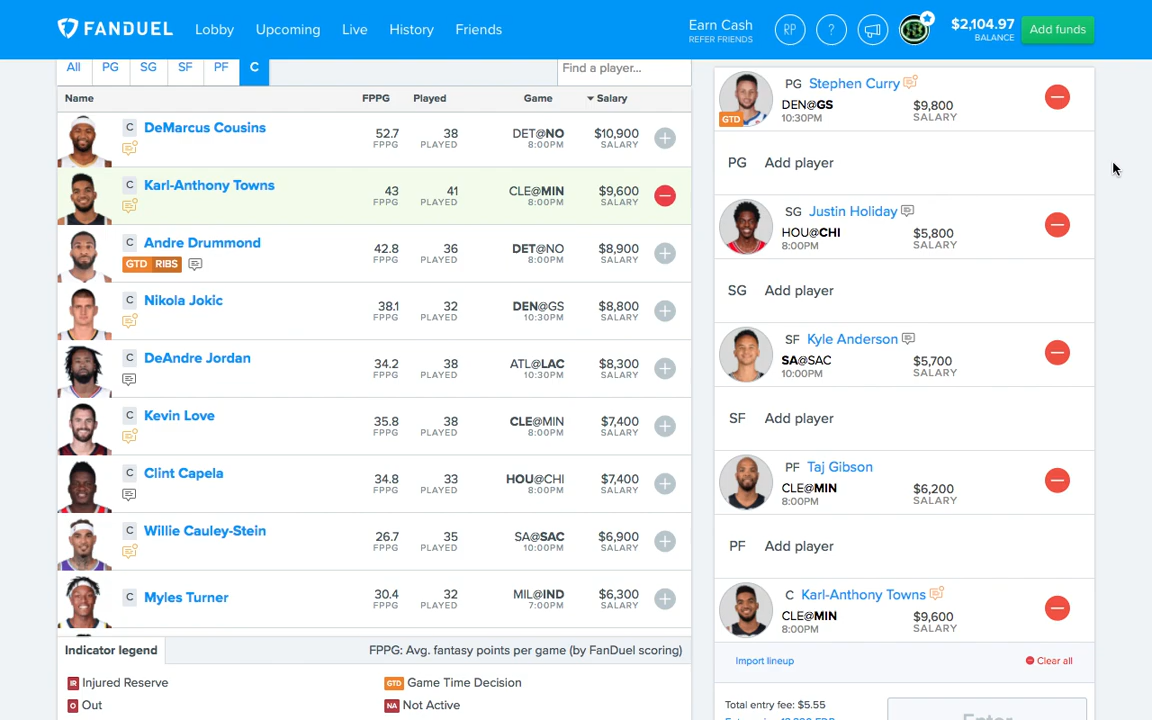 FANDUEL
Lobby
Upcoming
Live
History
Friends
Earn Cash
REFER FRIENDS
RP
?
$2,104.97
BALANCE
Add funds
All
PG
SG
SF
PF
C
Find a player...
Name
FPPG
Played
Game
Salary
C DeMarcus Cousins 52.7 38 DET@NO $10,900
FPPG PLAYED 8:00PM SALARY
C Karl-Anthony Towns 43 41 CLE@MIN $9,600
FPPG PLAYED 8:00PM SALARY
C Andre Drummond 42.8 36 DET@NO $8,900
GTD RIBS FPPG PLAYED 8:00PM SALARY
C Nikola Jokic 38.1 32 DEN@GS $8,800
FPPG PLAYED 10:30PM SALARY
C DeAndre Jordan 34.2 38 ATL@LAC $8,300
FPPG PLAYED 10:30PM SALARY
C Kevin Love 35.8 38 CLE@MIN $7,400
FPPG PLAYED 8:00PM SALARY
C Clint Capela 34.8 33 HOU@CHI $7,400
FPPG PLAYED 8:00PM SALARY
C Willie Cauley-Stein 26.7 35 SA@SAC $6,900
FPPG PLAYED 10:00PM SALARY
C Myles Turner 30.4 32 MIL@IND $6,300
FPPG PLAYED 7:00PM SALARY
Indicator legend
FPPG: Avg. fantasy points per game (by FanDuel scoring)
IR Injured Reserve
GTD Game Time Decision
O Out
NA Not Active
PG Stephen Curry
DEN@GS $9,800
GTD 10:30PM SALARY
PG Add player
SG Justin Holiday
HOU@CHI $5,800
8:00PM SALARY
SG Add player
SF Kyle Anderson
SA@SAC $5,700
10:00PM SALARY
SF Add player
PF Taj Gibson
CLE@MIN $6,200
8:00PM SALARY
PF Add player
C Karl-Anthony Towns
CLE@MIN $9,600
8:00PM SALARY
Import lineup
Clear all
Total entry fee: $5.55
Enter